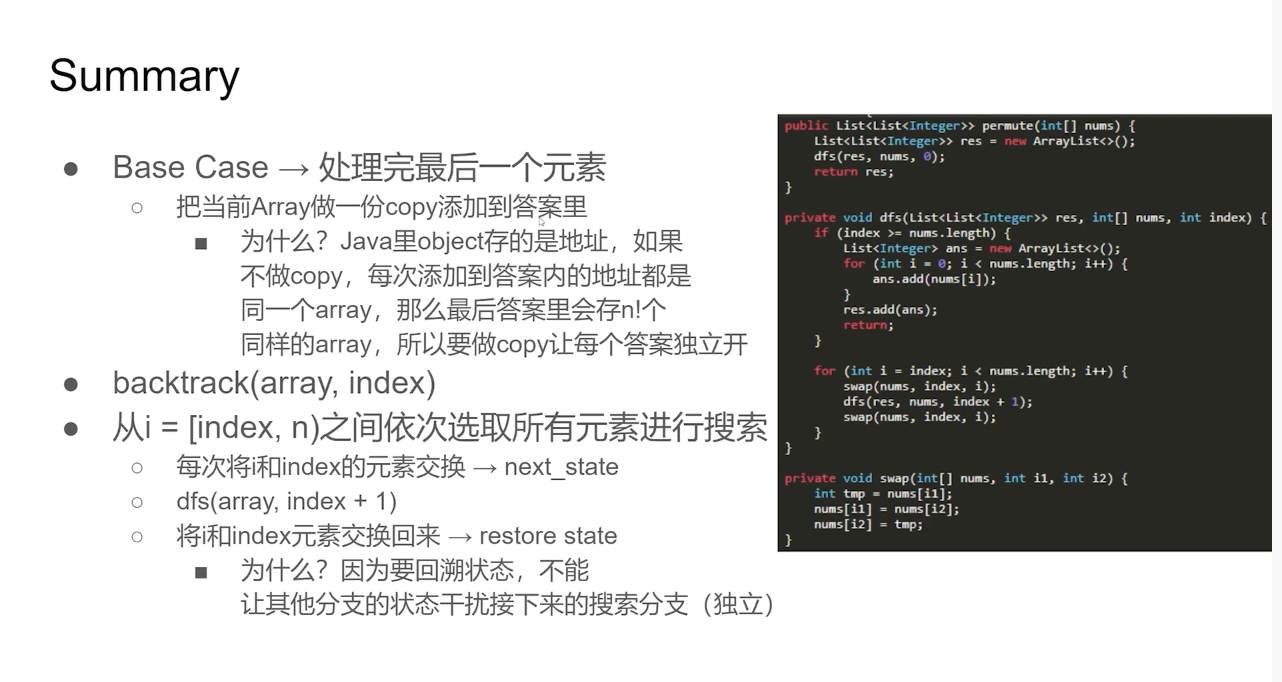 Summary
● Base Case → 处理完最后一个元素
○ 把当前Array做一份copy添加到答案里
■ 为什么？Java里object存的是地址，如果
不做copy，每次添加到答案内的地址都是
同一个array，那么最后答案里会存n!个
同样的array，所以要做copy让每个答案独立开
● backtrack(array, index)
● 从i = [index, n)之间依次选取所有元素进行搜索
○ 每次将i和index的元素交换 → next_state
○ dfs(array, index + 1)
○ 将i和index元素交换回来 → restore state
■ 为什么？因为要回溯状态，不能
让其他分支的状态干扰接下来的搜索分支（独立）
public List<List<Integer>> permute(int[] nums) {
    List<List<Integer>> res = new ArrayList<>();
    dfs(res, nums, 0);
    return res;
}
private void dfs(List<List<Integer>> res, int[] nums, int index) {
    if (index >= nums.length) {
        List<Integer> ans = new ArrayList<>();
        for (int i = 0; i < nums.length; i++) {
            ans.add(nums[i]);
        }
        res.add(ans);
        return;
    }
    for (int i = index; i < nums.length; i++) {
        swap(nums, index, i);
        dfs(res, nums, index + 1);
        swap(nums, index, i);
    }
}
private void swap(int[] nums, int i1, int i2) {
    int tmp = nums[i1];
    nums[i1] = nums[i2];
    nums[i2] = tmp;
}